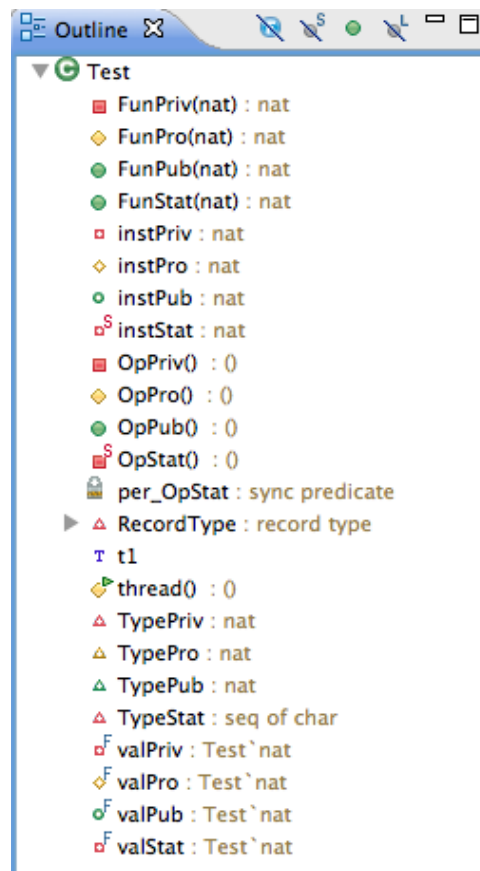 Outline
Test
FunPriv(nat) : nat
FunPro(nat) : nat
FunPub(nat) : nat
FunStat(nat) : nat
instPriv : nat
instPro : nat
instPub : nat
S instStat : nat
OpPriv() : ()
OpPro() : ()
OpPub() : ()
S OpStat() : ()
per_OpStat : sync predicate
RecordType : record type
T t1
thread() : ()
TypePriv : nat
TypePro : nat
TypePub : nat
TypeStat : seq of char
F valPriv : Test`nat
F valPro : Test`nat
F valPub : Test`nat
F valStat : Test`nat